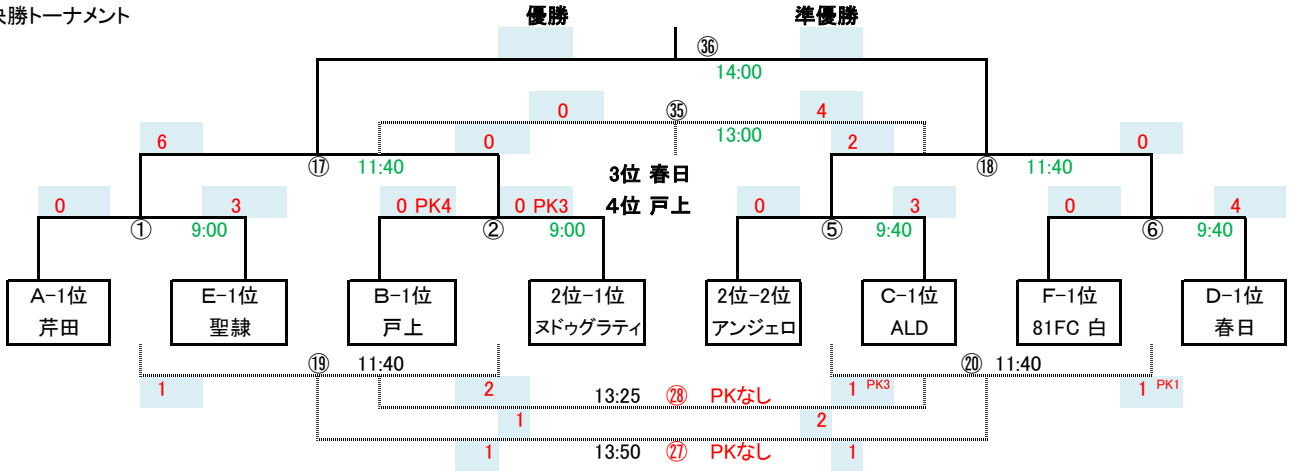 決勝トーナメント
優勝 準優勝
㊱
14:00
0 ㉟ 4
6 0 13:00 2 0
⑰ 11:40 ⑱ 11:40
3位 春日
0 3 0 PK4 0 PK3 4位 戸上 0 3 0 4
① 9:00 ② 9:00 ⑤ 9:40 ⑥ 9:40
A-1位 E-1位 B-1位 2位-1位 2位-2位 C-1位 F-1位 D-1位
芹田 聖隷 戸上 ヌドゥグラティ アンジェロ ALD 81FC 白 春日
⑲ 11:40 ⑳ 11:40
1 2 13:25 ㉘ PKなし 1 PK3 1 PK1
1 2
1 13:50 ㉗ PKなし 1